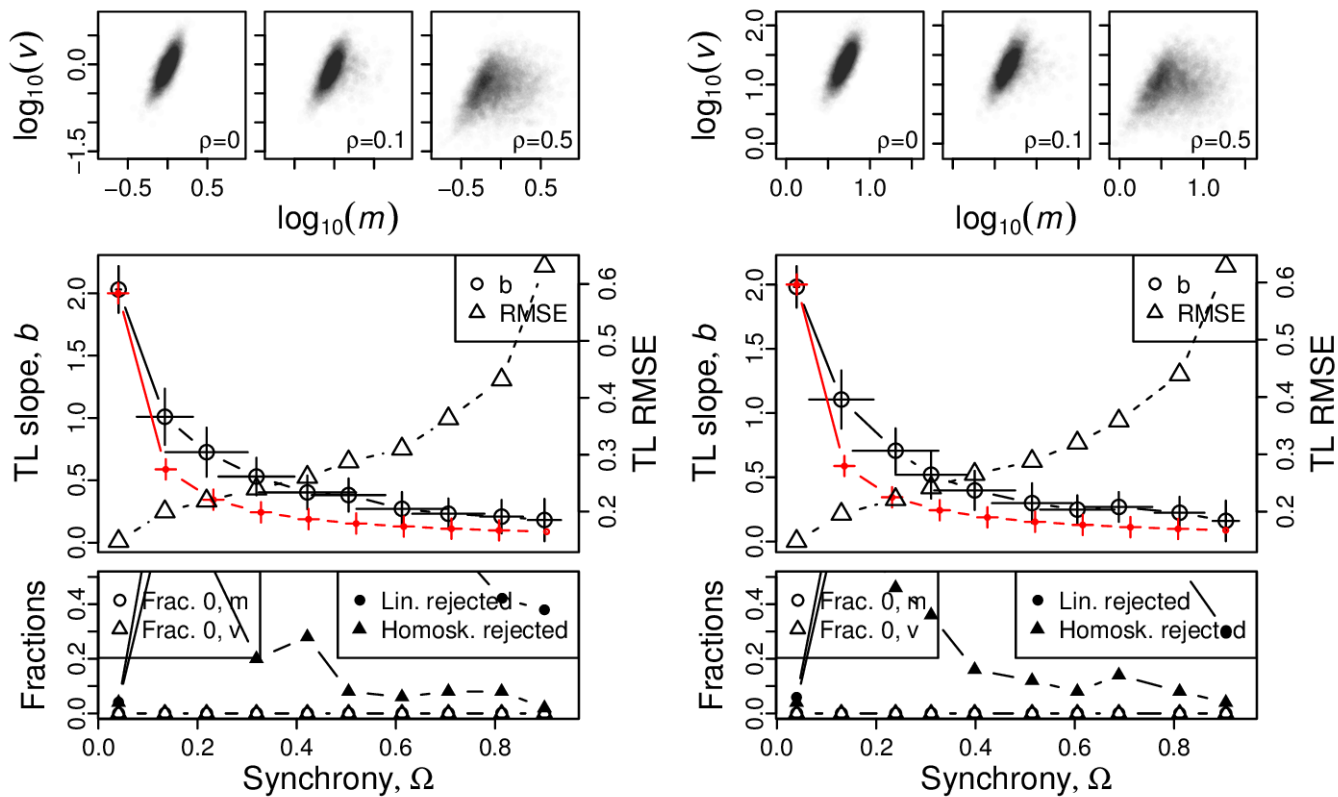 log10(v)
0.0
−1.5
ρ=0
ρ=0.1
ρ=0.5
−0.5
0.5
−0.5
0.5
log10(m)
log10(v)
2.0
1.0
0.0
ρ=0
ρ=0.1
ρ=0.5
0.0
1.0
0.0
1.0
log10(m)
TL slope, b
2.0
1.5
1.0
0.5
0.0
b
RMSE
0.6
0.5
0.4
0.3
0.2
TL RMSE
TL slope, b
2.0
1.5
1.0
0.5
0.0
b
RMSE
0.6
0.5
0.4
0.3
0.2
TL RMSE
Fractions
0.4
0.2
0.0
Frac. 0, m
Frac. 0, v
Lin. rejected
Homosk. rejected
0.0 0.2 0.4 0.6 0.8
Synchrony, Ω
Fractions
0.4
0.2
0.0
Frac. 0, m
Frac. 0, v
Lin. rejected
Homosk. rejected
0.0 0.2 0.4 0.6 0.8
Synchrony, Ω